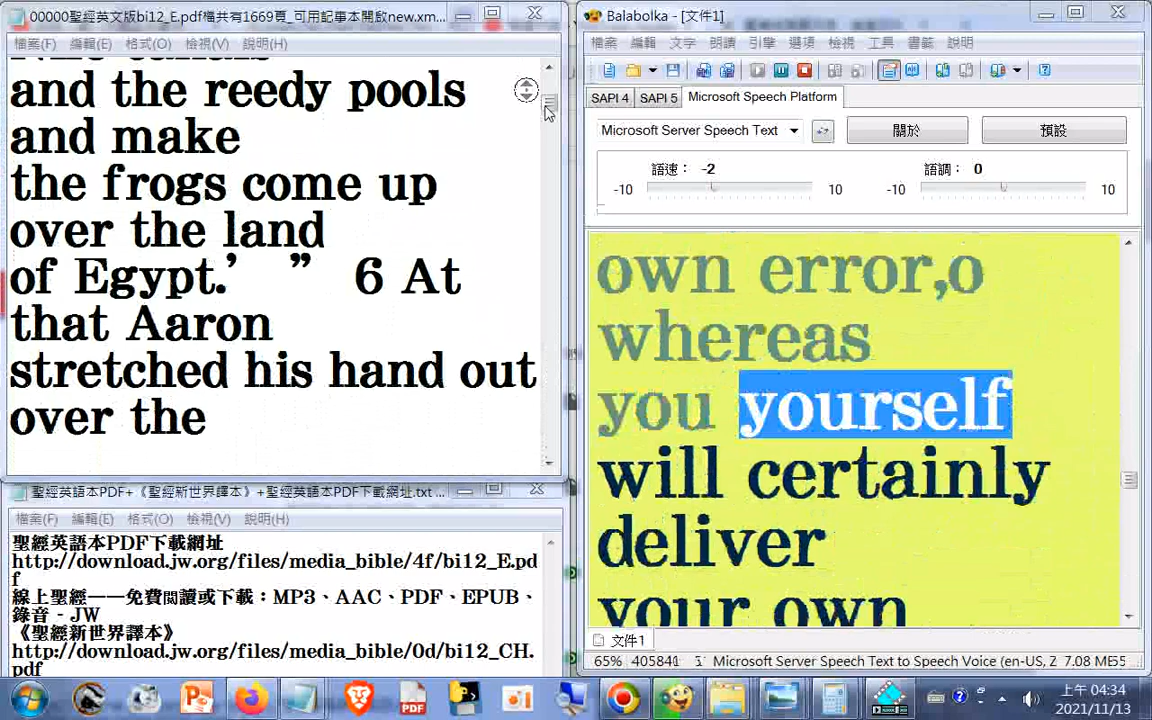 00000聖經英文版bi12_E.pdf檔共有1669頁_可用記事本開啟new.xm...
檔案(F) 編輯(E) 格式(O) 檢視(V) 說明(H)
and the reedy pools
and make
the frogs come up
over the land
of Egypt.’ ” 6 At
that Aaron
stretched his hand out
over the
聖經英語本PDF+《聖經新世界譯本》+聖經英語本PDF下載網址.txt ...
檔案(F) 編輯(E) 格式(O) 檢視(V) 說明(H)
聖經英語本PDF下載網址
http://download.jw.org/files/media_bible/4f/bi12_E.pd
f
線上聖經——免費閱讀或下載：MP3、AAC、PDF、EPUB、
錄音 - JW
《聖經新世界譯本》
http://download.jw.org/files/media_bible/0d/bi12_CH.
pdf
Balabolka - [文件1]
檔案 編輯 文字 朗讀 引擎 選項 檢視 工具 書籤 說明
SAPI 4 SAPI 5 Microsoft Speech Platform
Microsoft Server Speech Text 關於 預設
語速： -2 語調： 0
-10 10 -10 10
own error,o
whereas
you yourself
will certainly
deliver
your own
文件1
65% 405841 Microsoft Server Speech Text to Speech Voice (en-US, Z 7.08 ME55
上午 04:34
2021/11/13